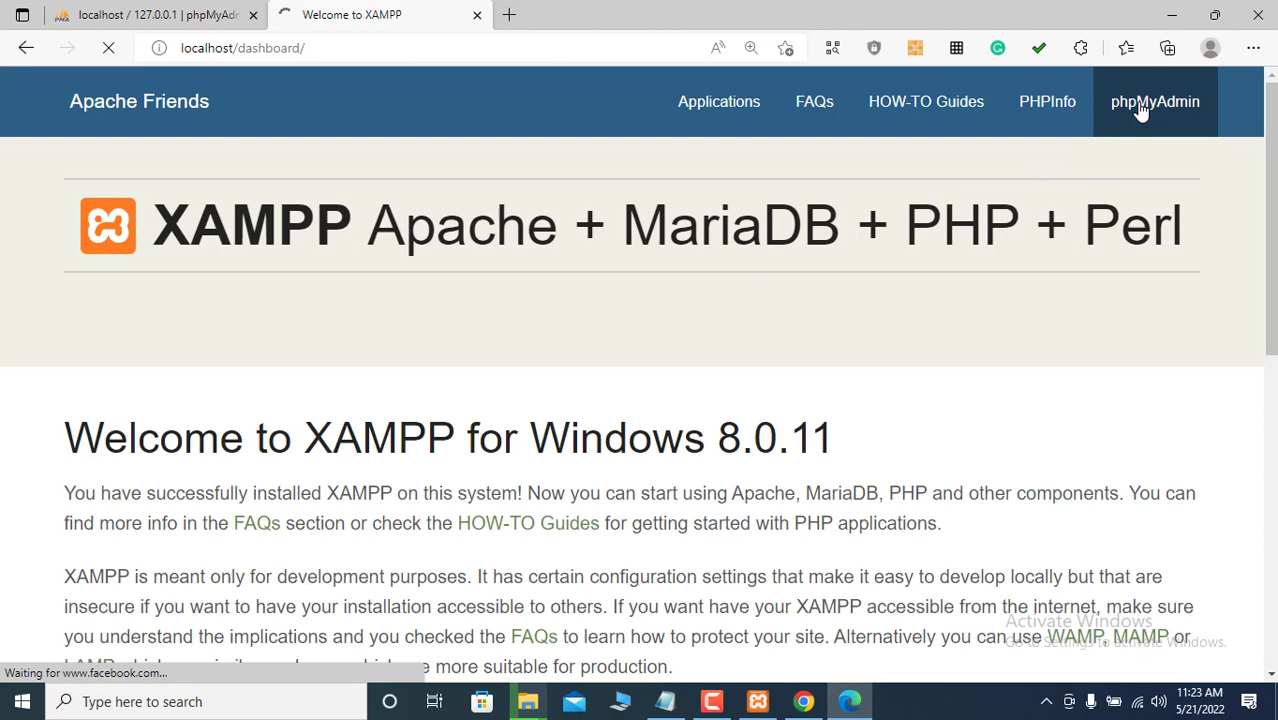 localhost / 127.0.0.1 | phpMyAdn
Welcome to XAMPP
localhost/dashboard/
Apache Friends
Applications
FAQs
HOW-TO Guides
PHPInfo
phpMyAdmin
XAMPP Apache + MariaDB + PHP + Perl
Welcome to XAMPP for Windows 8.0.11
You have successfully installed XAMPP on this system! Now you can start using Apache, MariaDB, PHP and other components. You can
find more info in the FAQs section or check the HOW-TO Guides for getting started with PHP applications.
XAMPP is meant only for development purposes. It has certain configuration settings that make it easy to develop locally but that are
insecure if you want to have your installation accessible to others. If you want have your XAMPP accessible from the internet, make sure
you understand the implications and you checked the FAQs to learn how to protect your site. Alternatively you can use WAMP, MAMP or
more suitable for production.
Activate Windows
Go to Settings to activate Windows.
Waiting for www.facebook.com...
Type here to search
11:23 AM
5/21/2022